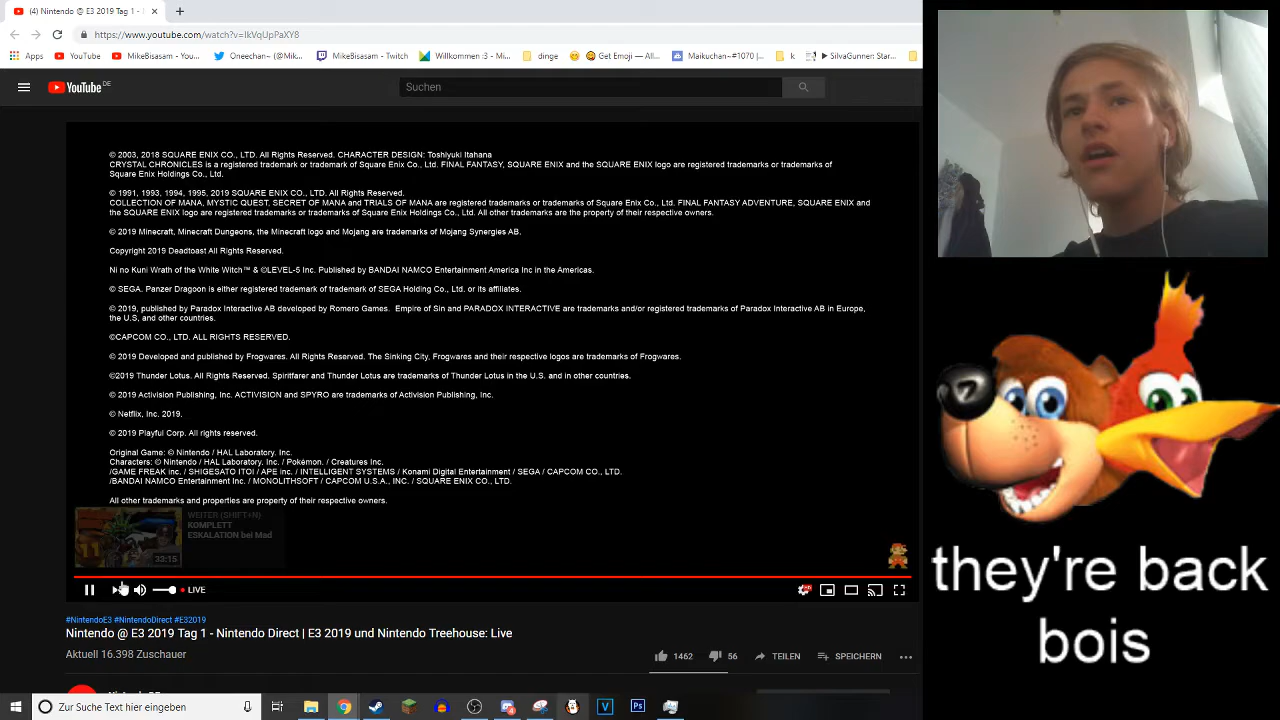 (4) Nintendo @ E3 2019 Tag 1 -
https://www.youtube.com/watch?v=IkVqUpPaXY8
Apps YouTube MikeBisasam - You... Oneechan~ (@Mik... MikeBisasam - Twitch Willkommen :3 - Mi... dinge Get Emoji — All... Maikuchan~#1070 | ... k SilvaGunner: Star...
YouTube DE
Suchen
© 2003, 2018 SQUARE ENIX CO., LTD. All Rights Reserved. CHARACTER DESIGN: Toshiyuki Itahana
CRYSTAL CHRONICLES is a registered trademark or trademark of Square Enix Co., Ltd. FINAL FANTASY, SQUARE ENIX and the SQUARE ENIX logo are registered trademarks or trademarks of
Square Enix Holdings Co., Ltd.
© 1991, 1993, 1994, 1995, 2019 SQUARE ENIX CO., LTD. All Rights Reserved.
COLLECTION OF MANA, MYSTIC QUEST, SECRET OF MANA and TRIALS OF MANA are registered trademarks or trademarks of Square Enix Co., Ltd. FINAL FANTASY ADVENTURE, SQUARE ENIX and
the SQUARE ENIX logo are registered trademarks or trademarks of Square Enix Holdings Co., Ltd. All other trademarks are the property of their respective owners.
© 2019 Minecraft, Minecraft Dungeons, the Minecraft logo and Mojang are trademarks of Mojang Synergies AB.
Copyright 2019 Deadtoast All Rights Reserved.
Ni no Kuni Wrath of the White Witch™ & ©LEVEL-5 Inc. Published by BANDAI NAMCO Entertainment America Inc in the Americas.
© SEGA. Panzer Dragoon is either registered trademark of trademark of SEGA Holding Co., Ltd. or its affiliates.
© 2019, published by Paradox Interactive AB developed by Romero Games. Empire of Sin and PARADOX INTERACTIVE are trademarks and/or registered trademarks of Paradox Interactive AB in Europe,
the U.S, and other countries.
©CAPCOM CO., LTD. ALL RIGHTS RESERVED.
© 2019 Developed and published by Frogwares. All Rights Reserved. The Sinking City, Frogwares and their respective logos are trademarks of Frogwares.
©2019 Thunder Lotus. All Rights Reserved. Spiritfarer and Thunder Lotus are trademarks of Thunder Lotus in the U.S. and in other countries.
© 2019 Activision Publishing, Inc. ACTIVISION and SPYRO are trademarks of Activision Publishing, Inc.
© Netflix, Inc. 2019.
© 2019 Playful Corp. All rights reserved.
Original Game: © Nintendo / HAL Laboratory, Inc.
Characters: © Nintendo / HAL Laboratory, Inc. / Pokémon. / Creatures Inc.
/GAME FREAK inc. / SHIGESATO ITOI / APE inc. / INTELLIGENT SYSTEMS / Konami Digital Entertainment / SEGA / CAPCOM CO., LTD.
/BANDAI NAMCO Entertainment Inc. / MONOLITHSOFT / CAPCOM U.S.A., INC. / SQUARE ENIX CO., LTD.
All other trademarks and properties are property of their respective owners.
WEITER (SHIFT+N)
KOMPLETT
ESKALATION bei Mad
22:15
LIVE
#NintendoE3 #NintendoDirect #E32019
Nintendo @ E3 2019 Tag 1 - Nintendo Direct | E3 2019 und Nintendo Treehouse: Live
Aktuell 16.398 Zuschauer
1462 56 TEILEN SPEICHERN
Zur Suche Text hier eingeben
they're back
bois